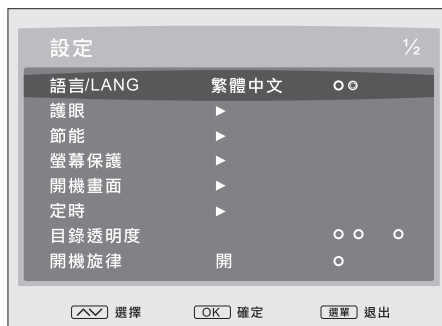 設定 ½
語言/LANG 繁體中文
護眼 ►
節能 ►
螢幕保護 ►
開機畫面 ►
定時 ►
目錄透明度
開機旋律 開
選擇 OK 確定 選單 退出